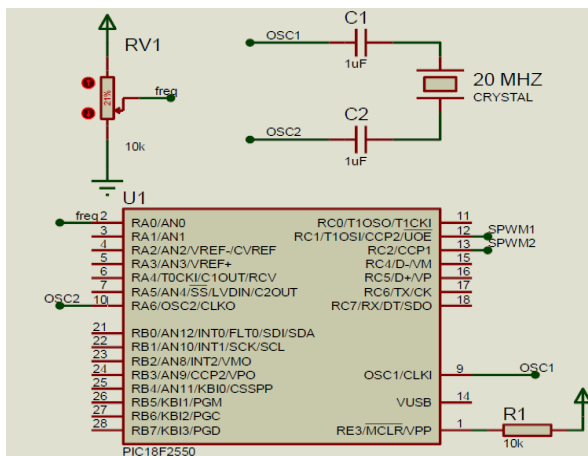 RV1
21%
freq
10k
OSC1
C1
1uF
20 MHZ
CRYSTAL
OSC2
C2
1uF
U1
freq 2 RA0/AN0
3 RA1/AN1
4 RA2/AN2/VREF-/CVREF
5 RA3/AN3/VREF+
6 RA4/T0CKI/C1OUT/RCV
7 RA5/AN4/SS/LVDIN/C2OUT
OSC2 10 RA6/OSC2/CLKO
21 RB0/AN12/INT0/FLT0/SDI/SDA
22 RB1/AN10/INT1/SCK/SCL
23 RB2/AN8/INT2/VMO
24 RB3/AN9/CCP2/VPO
25 RB4/AN11/KBI0/CSSPP
26 RB5/KBI1/PGM
27 RB6/KBI2/PGC
28 RB7/KBI3/PGD
RC0/T1OSO/T1CKI 11
RC1/T1OSI/CCP2/UOE 12 SPWM1
RC2/CCP1 13 SPWM2
RC4/D-/VM 15
RC5/D+/VP 16
RC6/TX/CK 17
RC7/RX/DT/SDO 18
OSC1/CLKI 9 OSC1
VUSB 14
RE3/MCLR/VPP 1
R1
10k
PIC18F2550